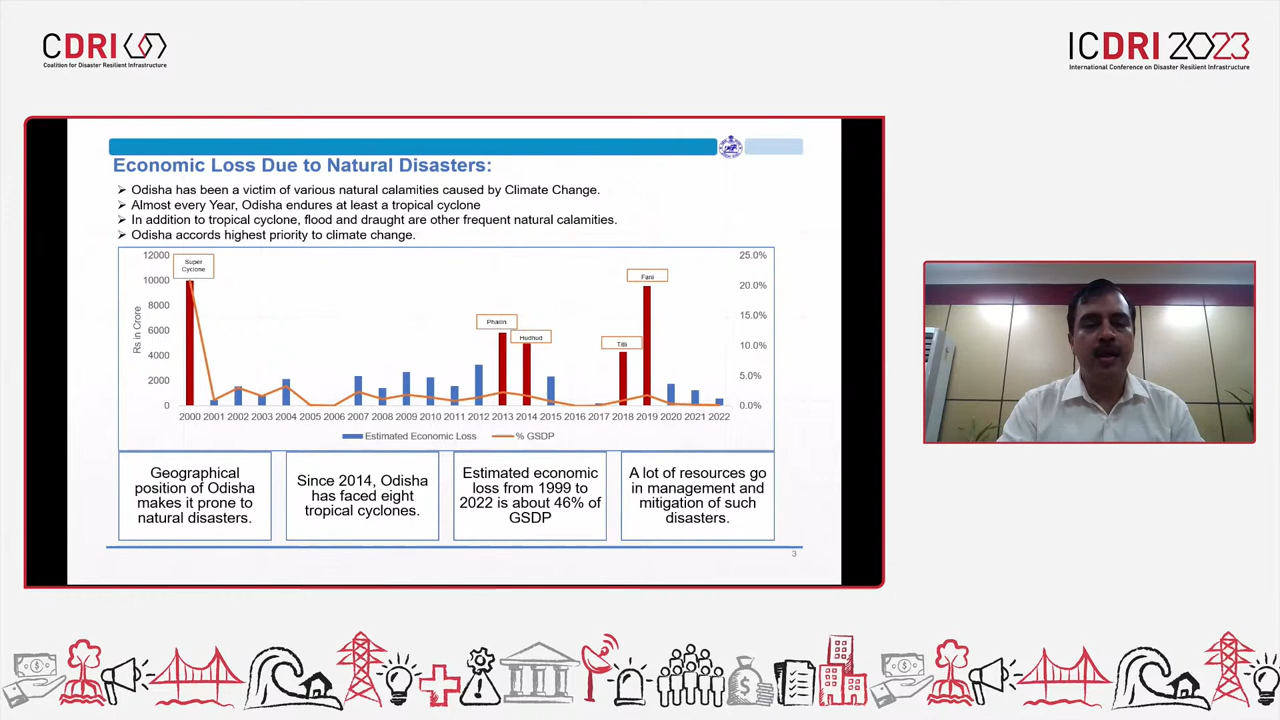 CDRI
Coalition for Disaster Resilient Infrastructure
ICDRI 2023
International Conference on Disaster Resilient Infrastructure
Economic Loss Due to Natural Disasters:
Odisha has been a victim of various natural calamities caused by Climate Change.
Almost every Year, Odisha endures at least a tropical cyclone
In addition to tropical cyclone, flood and draught are other frequent natural calamities.
Odisha accords highest priority to climate change.
12000
10000
8000
6000
4000
2000
0
Rs in Crore
25.0%
20.0%
15.0%
10.0%
5.0%
0.0%
Super
Cyclone
Phailin
Hudhud
Titli
Fani
2000 2001 2002 2003 2004 2005 2006 2007 2008 2009 2010 2011 2012 2013 2014 2015 2016 2017 2018 2019 2020 2021 2022
Estimated Economic Loss % GSDP
Geographical
position of Odisha
makes it prone to
natural disasters.
Since 2014, Odisha
has faced eight
tropical cyclones.
Estimated economic
loss from 1999 to
2022 is about 46% of
GSDP
A lot of resources go
in management and
mitigation of such
disasters.
3